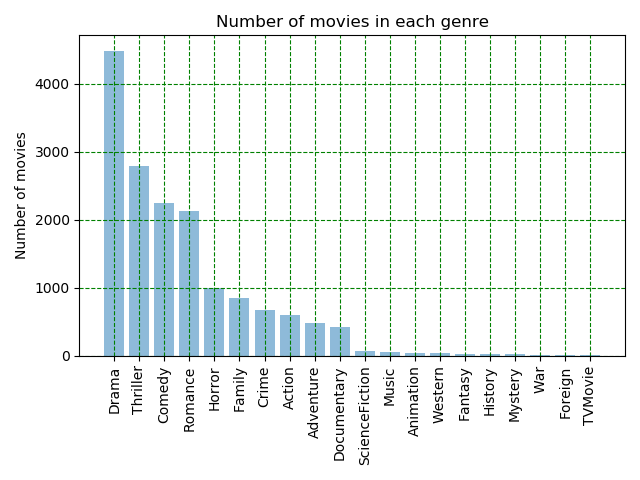 Number of movies in each genre
Number of movies
4000
3000
2000
1000
0
Drama
Thriller
Comedy
Romance
Horror
Family
Crime
Action
Adventure
Documentary
ScienceFiction
Music
Animation
Western
Fantasy
History
Mystery
War
Foreign
TVMovie